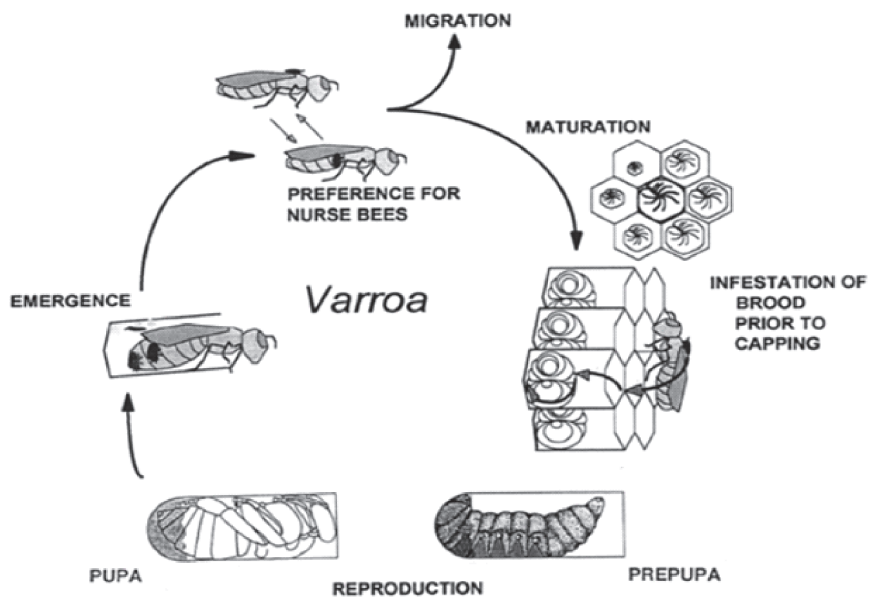 MIGRATION
MATURATION
PREFERENCE FOR
NURSE BEES
EMERGENCE
Varroa
INFESTATION OF
BROOD
PRIOR TO
CAPPING
PUPA
REPRODUCTION
PREPUPA